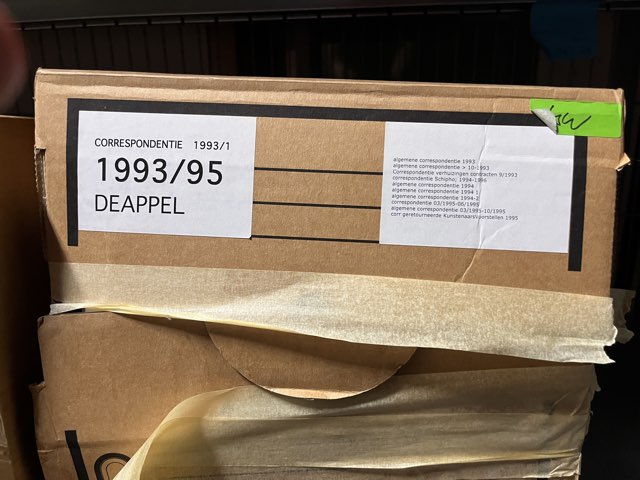 CORRESPONDENTIE 1993/1
1993/95
DEAPPEL
algemene correspondentie 1993
algemene correspondentie > 10-1993
Correspondentie verhuizingen contracten 9/1993
correspondentie Schipho; 1994-1996
algemene correspondentie 1994
algemene correspondentie 1994 1
algemene correspondentie 1994-2
correspondentie 03/1995-06/1995
algemene correspondentie 03/1995-10/1995
corr geretourneerde Kunstenaarsvoorstellen 1995